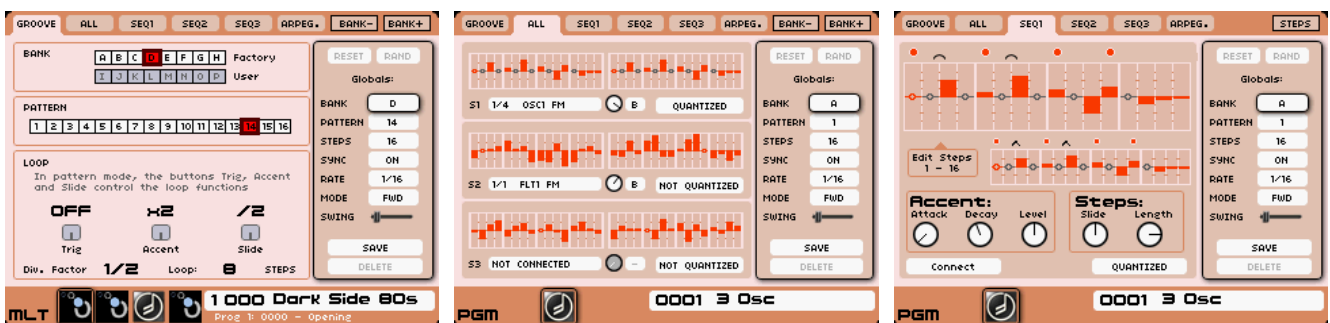 GROOVE ALL SEQ1 SEQ2 SEQ3 ARPEG. BANK- BANK+
BANK
A B C D E F G H Factory
I J K L M N O P User
PATTERN
1 2 3 4 5 6 7 8 9 10 11 12 13 14 15 16
LOOP
In pattern mode, the buttons Trig, Accent
and Slide control the loop functions
OFF x2 /2
Trig Accent Slide
Div. Factor 1/2 Loop: 8 STEPS
RESET RAND
Globals:
BANK D
PATTERN 14
STEPS 16
SYNC ON
RATE 1/16
MODE FWD
SWING
SAVE
DELETE
MLT
1 000 Dark Side 80s
Prog 1: 0000 - Opening
GROOVE ALL SEQ1 SEQ2 SEQ3 ARPEG. BANK- BANK+
S1 1/4 OSC1 FM B QUANTIZED
S2 1/1 FLT1 FM B NOT QUANTIZED
S3 NOT CONNECTED - NOT QUANTIZED
RESET RAND
Globals:
BANK A
PATTERN 1
STEPS 16
SYNC ON
RATE 1/16
MODE FWD
SWING
SAVE
DELETE
PGM
0001 3 Osc
GROOVE ALL SEQ1 SEQ2 SEQ3 ARPEG. STEPS
Edit Steps
1 - 16
Accent:
Attack Decay Level
Steps:
Slide Length
Connect QUANTIZED
RESET RAND
Globals:
BANK A
PATTERN 1
STEPS 16
SYNC ON
RATE 1/16
MODE FWD
SWING
SAVE
DELETE
PGM
0001 3 Osc